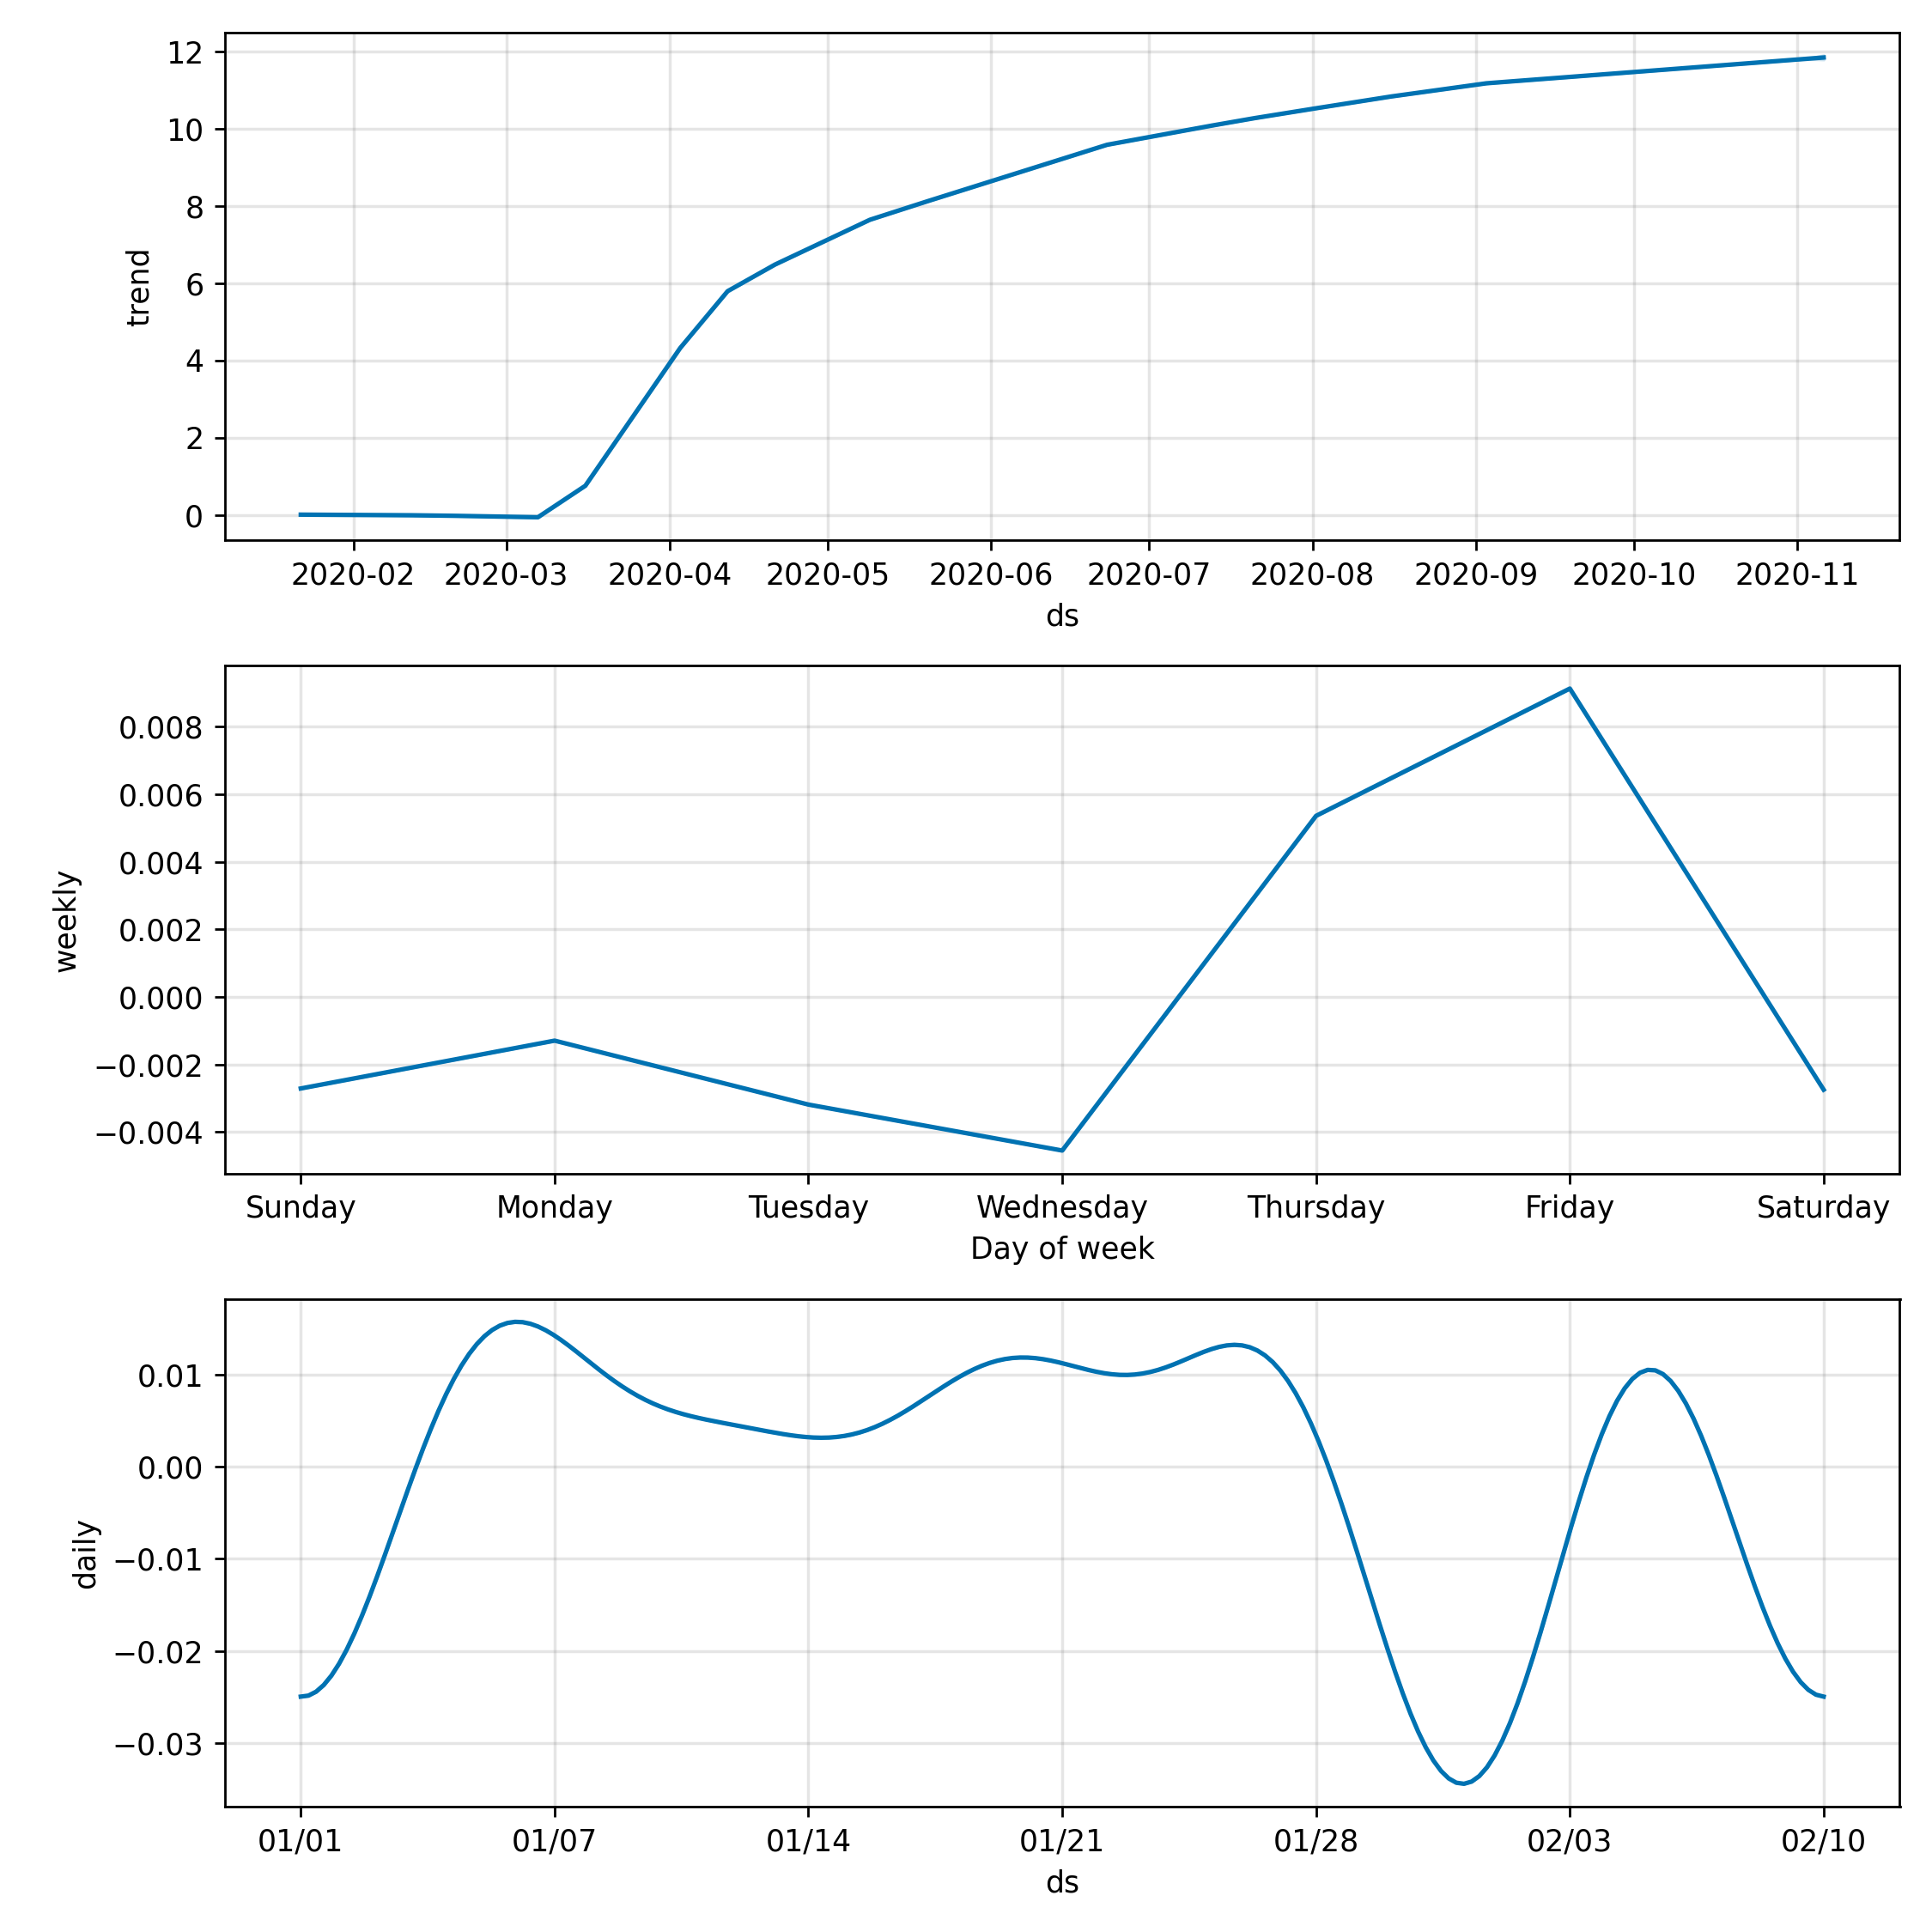 12
10
8
6
4
2
0
trend
2020-02 2020-03 2020-04 2020-05 2020-06 2020-07 2020-08 2020-09 2020-10 2020-11
ds
0.008
0.006
0.004
0.002
0.000
−0.002
−0.004
weekly
Sunday Monday Tuesday Wednesday Thursday Friday Saturday
Day of week
0.01
0.00
−0.01
−0.02
−0.03
daily
01/01 01/07 01/14 01/21 01/28 02/03 02/10
ds